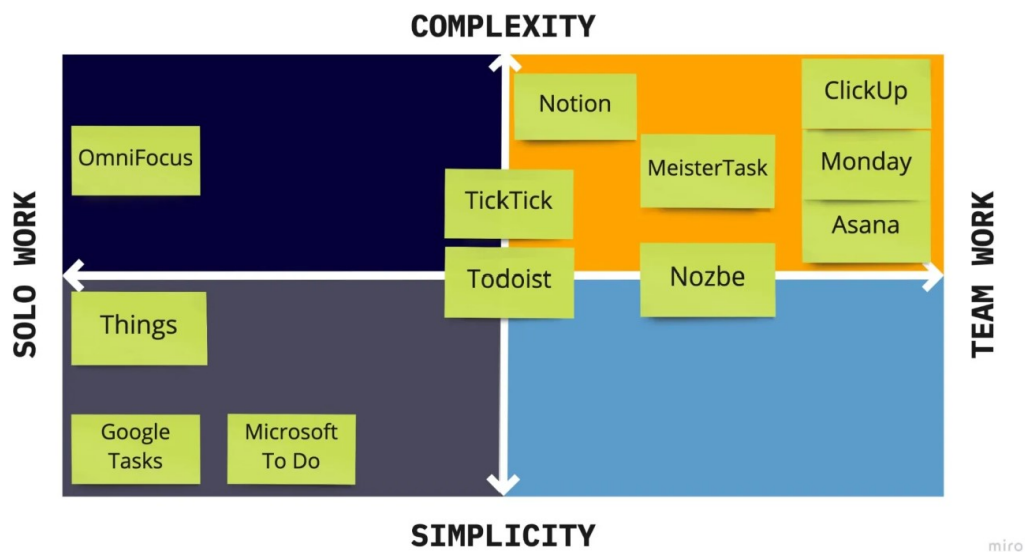 COMPLEXITY
Notion
ClickUp
OmniFocus
MeisterTask
Monday
TickTick
Asana
SOLO WORK
TEAM WORK
Todoist
Nozbe
Things
Google
Tasks
Microsoft
To Do
SIMPLICITY
miro